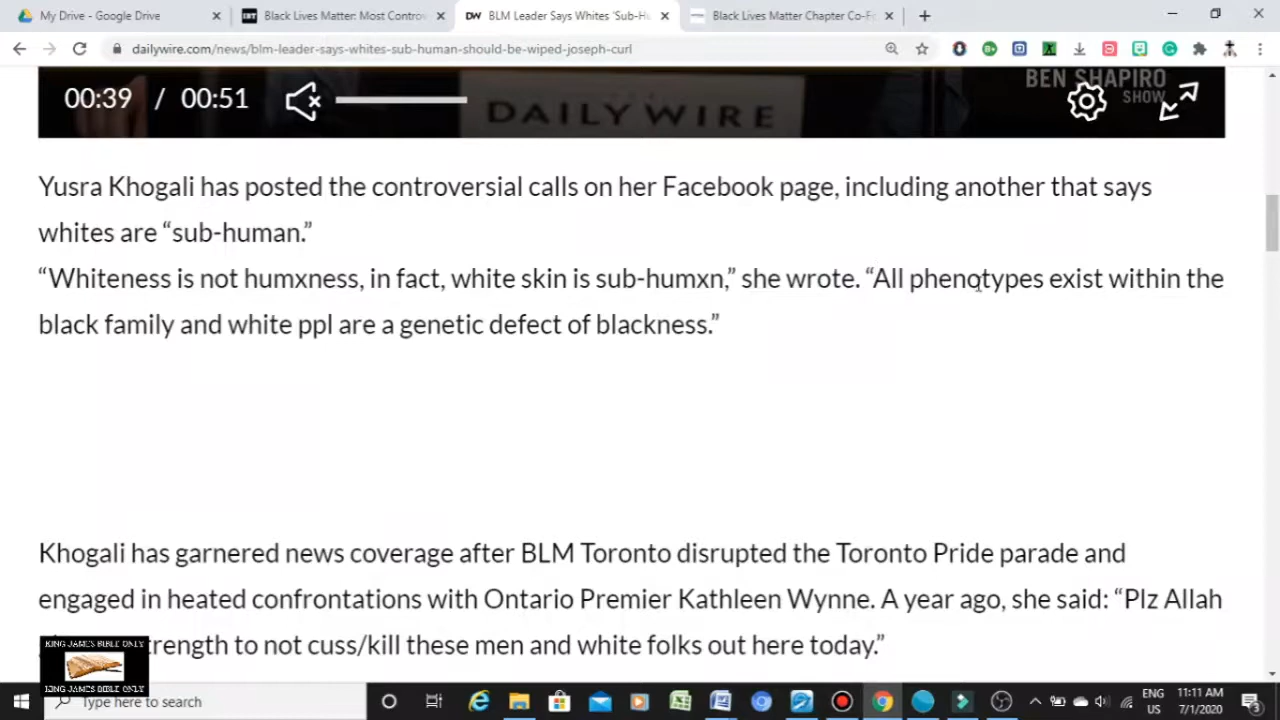 My Drive - Google Drive
Black Lives Matter: Most Controv
DW BLM Leader Says Whites 'Sub-Hu
Black Lives Matter Chapter Co-F
dailywire.com/news/blm-leader-says-whites-sub-human-should-be-wiped-joseph-curl
BEN SHAPIRO
SHOW
00:39 / 00:51
DAILY WIRE
Yusra Khogali has posted the controversial calls on her Facebook page, including another that says
whites are “sub-human.”
“Whiteness is not humxness, in fact, white skin is sub-humxn,” she wrote. “All phenotypes exist within the
black family and white ppl are a genetic defect of blackness.”
Khogali has garnered news coverage after BLM Toronto disrupted the Toronto Pride parade and
engaged in heated confrontations with Ontario Premier Kathleen Wynne. A year ago, she said: “Plz Allah
rength to not cuss/kill these men and white folks out here today.”
KING JAMES BIBLE ONLY
KING JAMES BIBLE ONLY
Type here to search
ENG
US
11:11 AM
7/1/2020
3